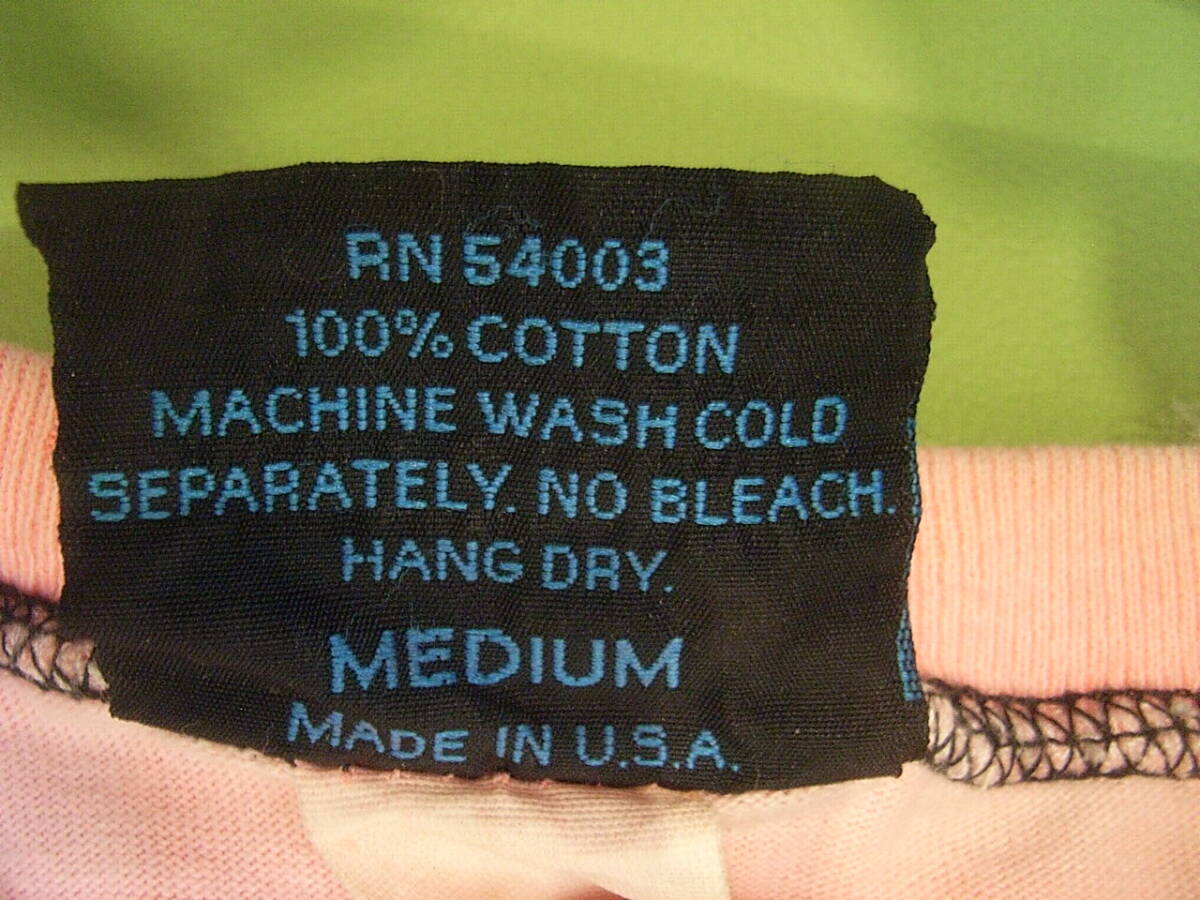 RN 54003
100% COTTON
MACHINE WASH COLD
SEPARATELY. NO BLEACH.
HANG DRY.
MEDIUM
MADE IN U.S.A.